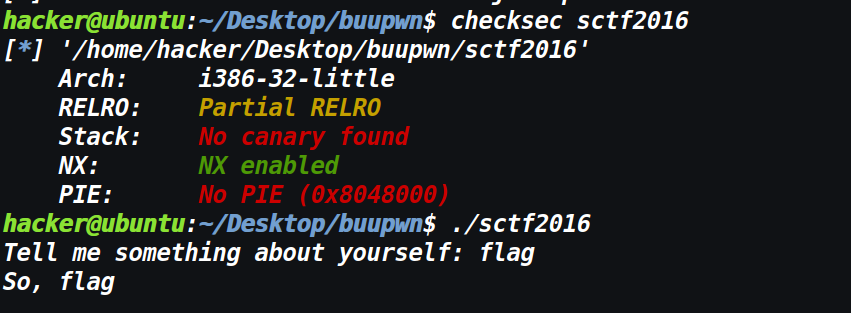 hacker@ubuntu:~/Desktop/buupwn$ checksec sctf2016
[*] '/home/hacker/Desktop/buupwn/sctf2016'
    Arch:     i386-32-little
    RELRO:    Partial RELRO
    Stack:    No canary found
    NX:       NX enabled
    PIE:      No PIE (0x8048000)
hacker@ubuntu:~/Desktop/buupwn$ ./sctf2016
Tell me something about yourself: flag
So, flag